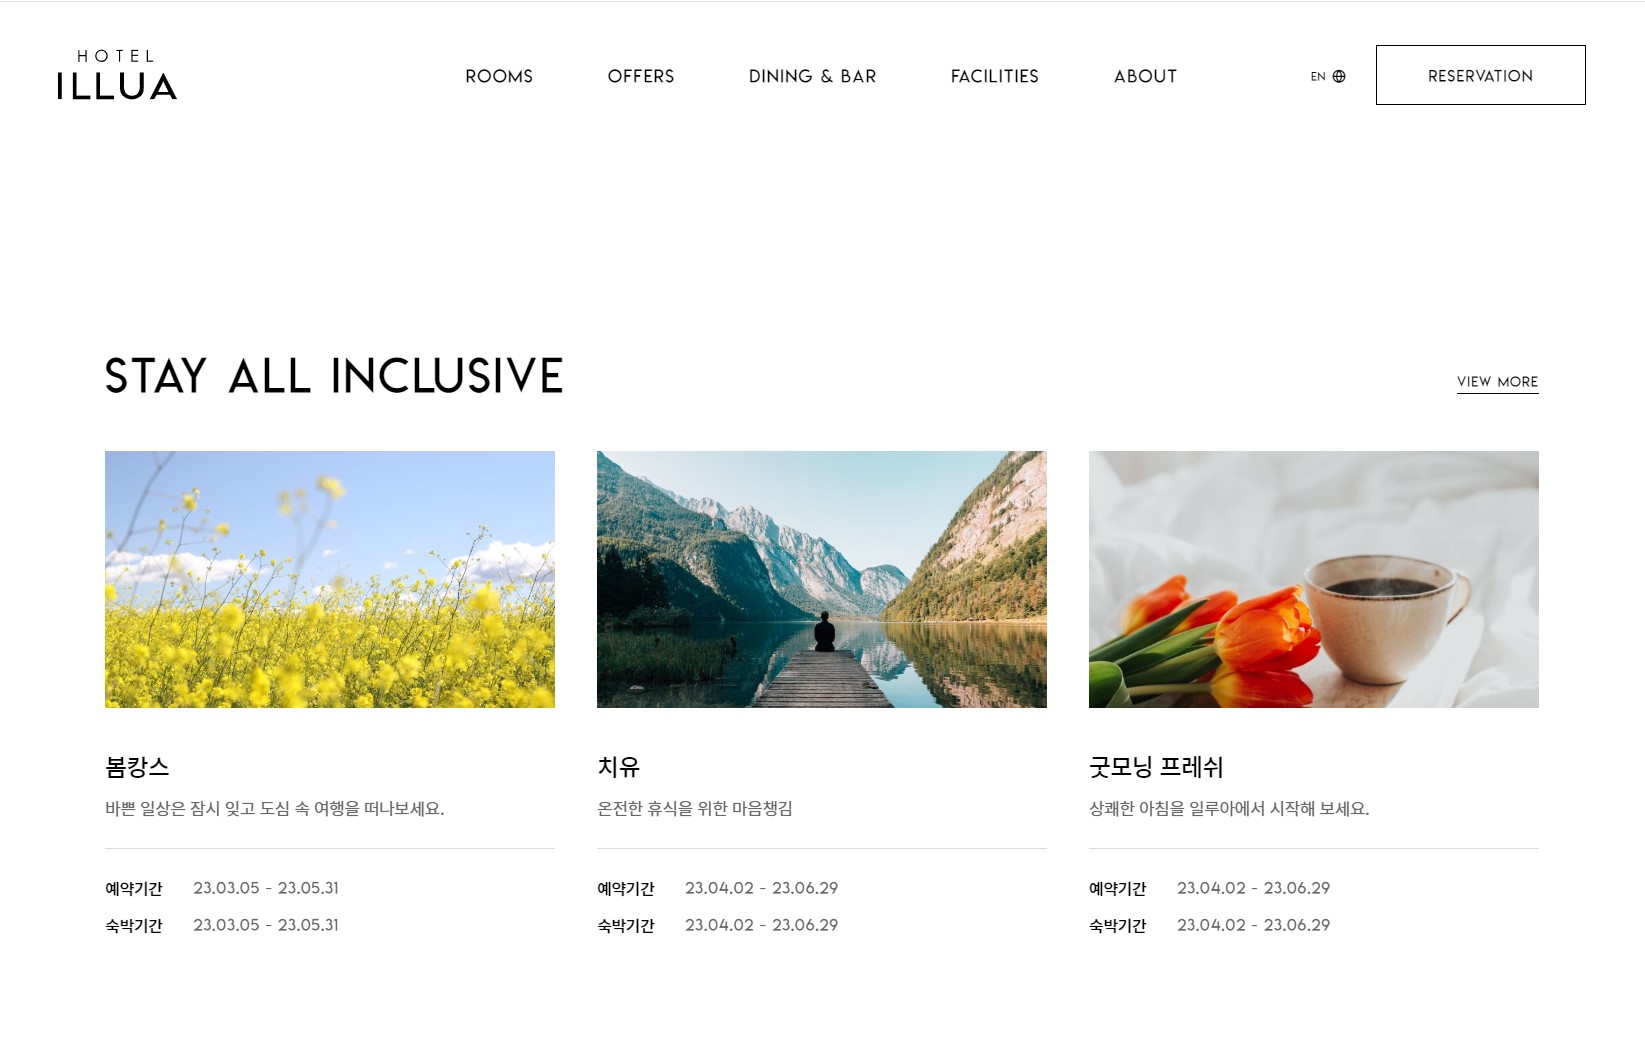 HOTEL
ILLUA
ROOMS
OFFERS
DINING & BAR
FACILITIES
ABOUT
EN
RESERVATION
STAY ALL INCLUSIVE
VIEW MORE
봄캉스
바쁜 일상은 잠시 잊고 도심 속 여행을 떠나보세요.
예약기간 23.03.05 - 23.05.31
숙박기간 23.03.05 - 23.05.31
치유
온전한 휴식을 위한 마음챙김
예약기간 23.04.02 - 23.06.29
숙박기간 23.04.02 - 23.06.29
굿모닝 프레쉬
상쾌한 아침을 일루아에서 시작해 보세요.
예약기간 23.04.02 - 23.06.29
숙박기간 23.04.02 - 23.06.29